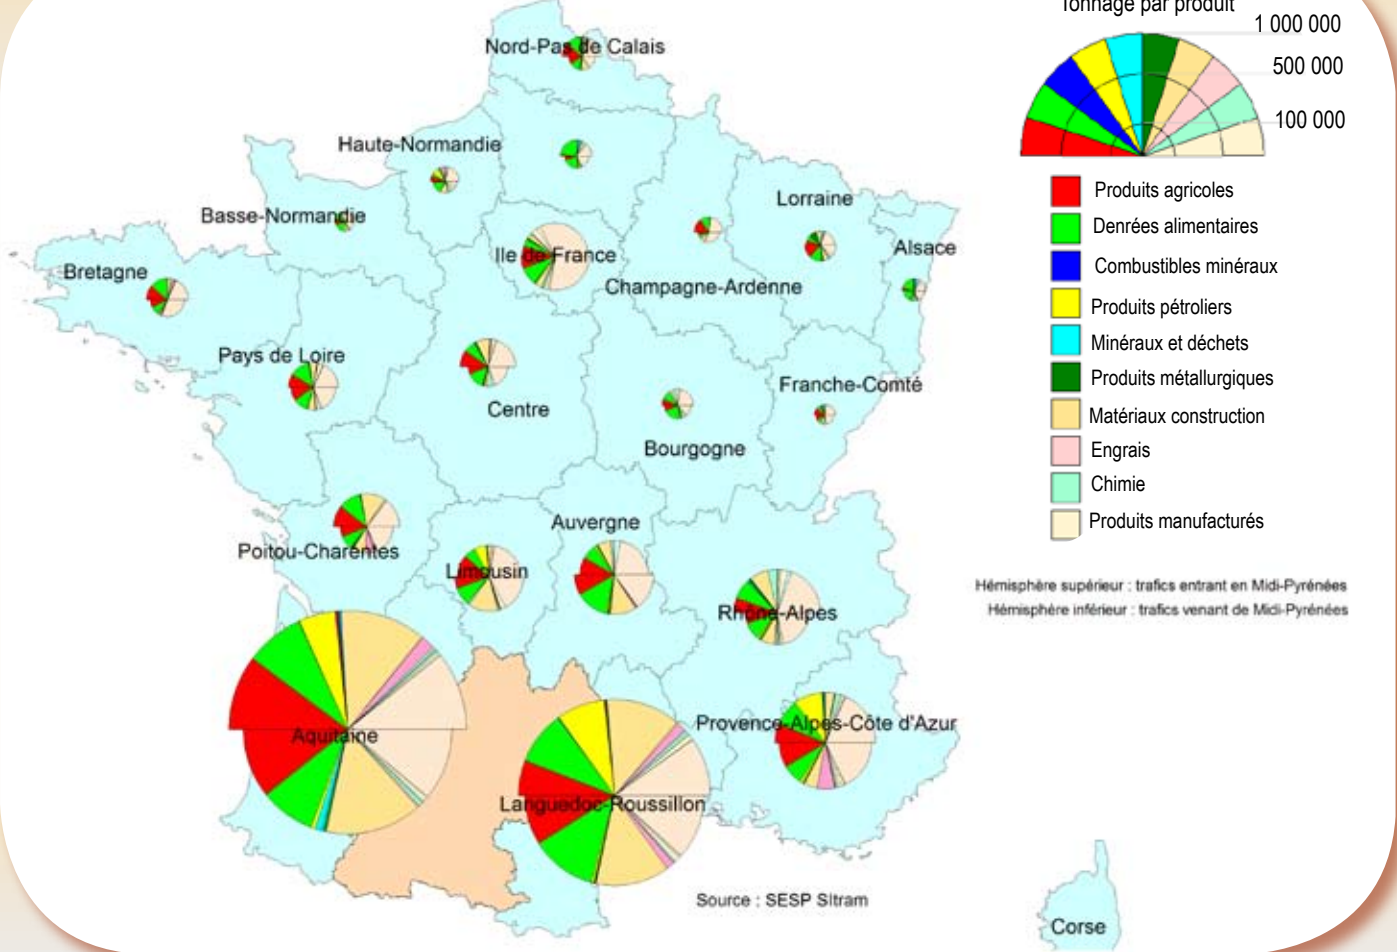 Tonnage par produit
1 000 000
500 000
100 000
Nord-Pas de Calais
Haute-Normandie
Basse-Normandie
Ile de France
Lorraine
Alsace
Champagne-Ardenne
Bretagne
Pays de Loire
Centre
Franche-Comté
Bourgogne
Poitou-Charentes
Limousin
Auvergne
Rhône-Alpes
Aquitaine
Languedoc-Roussillon
Provence-Alpes-Côte d'Azur
Corse
Produits agricoles
Denrées alimentaires
Combustibles minéraux
Produits pétroliers
Minéraux et déchets
Produits métallurgiques
Matériaux construction
Engrais
Chimie
Produits manufacturés
Hémisphère supérieur : trafics entrant en Midi-Pyrénées
Hémisphère inférieur : trafics venant de Midi-Pyrénées
Source : SESP SItram